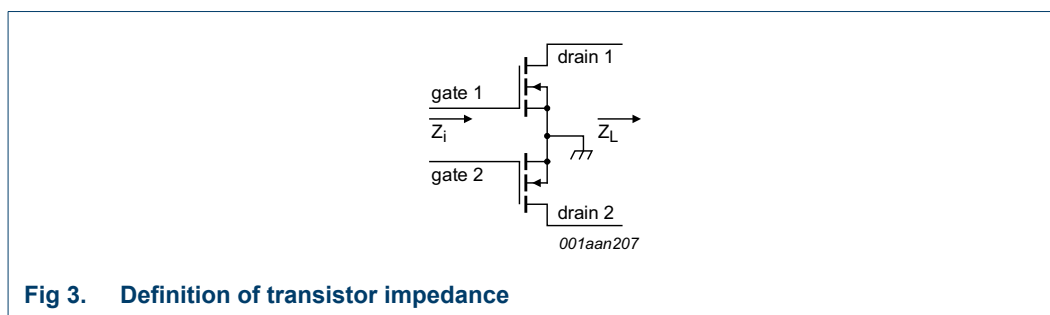 drain 1
gate 1
Zi
ZL
gate 2
drain 2
001aan207
Fig 3. Definition of transistor impedance